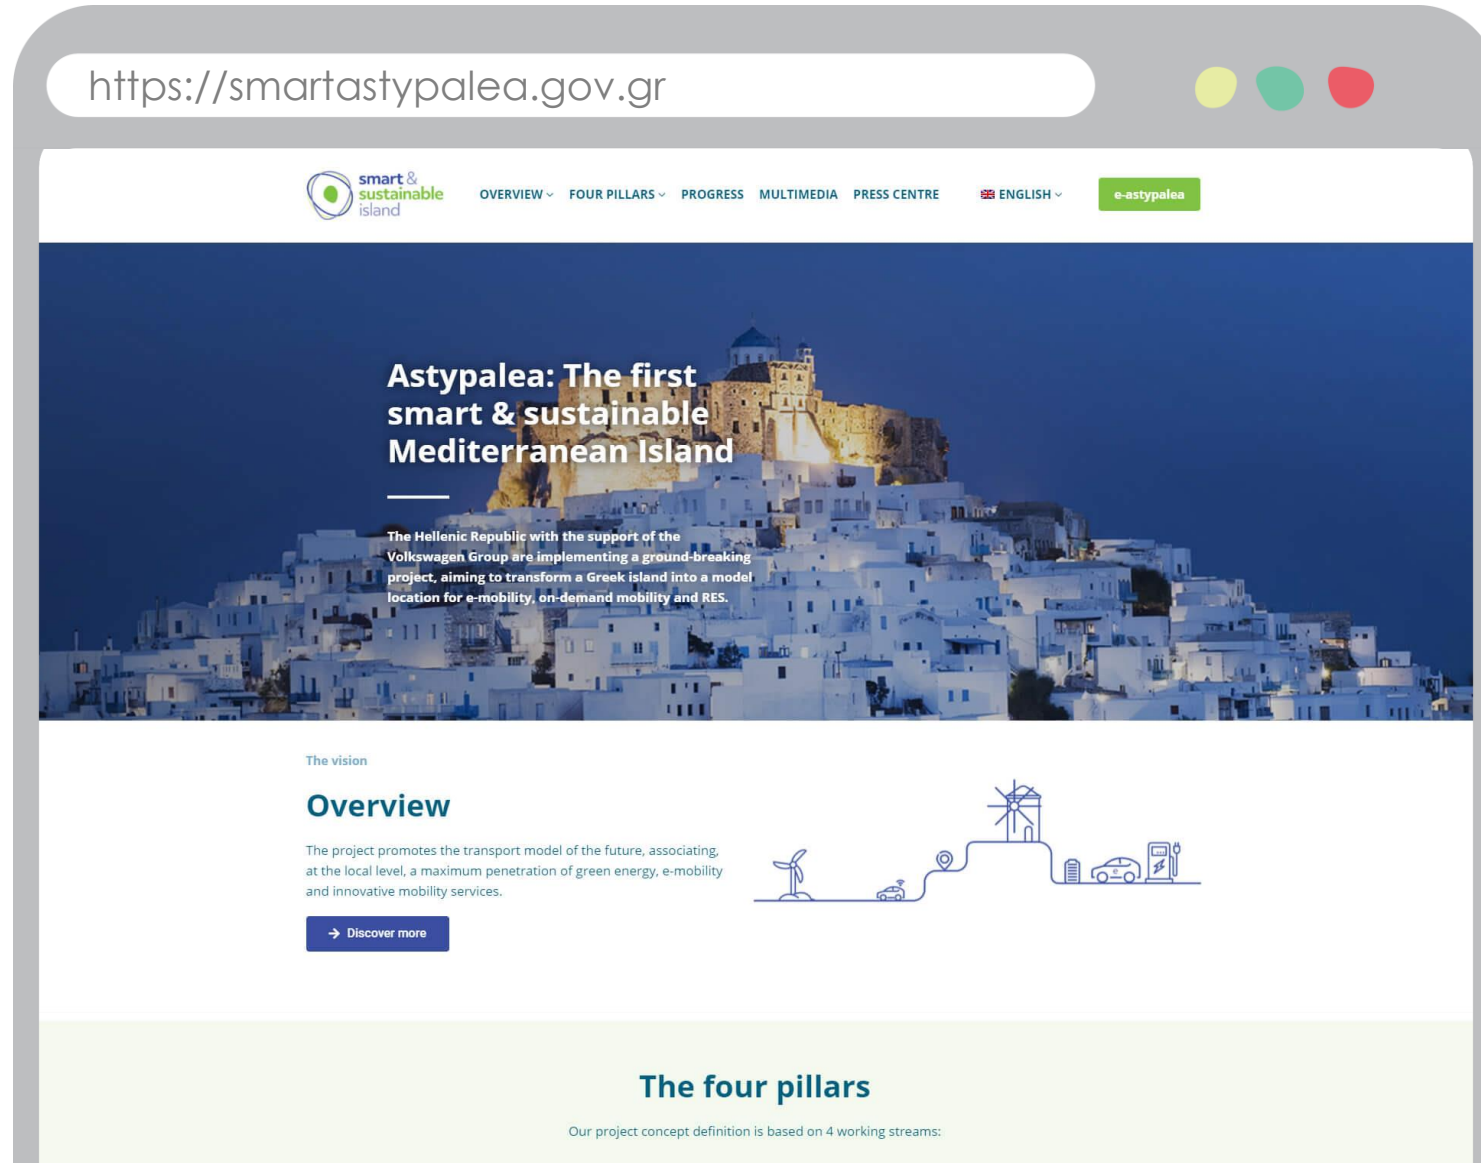 https://smartastypalea.gov.gr
smart &
sustainable
island
OVERVIEW FOUR PILLARS PROGRESS MULTIMEDIA PRESS CENTRE ENGLISH e-astypalea
Astypalea: The first
smart & sustainable
Mediterranean Island
The Hellenic Republic with the support of the
Volkswagen Group are implementing a ground-breaking
project, aiming to transform a Greek island into a model
location for e-mobility, on-demand mobility and RES.
The vision
Overview
The project promotes the transport model of the future, associating,
at the local level, a maximum penetration of green energy, e-mobility
and innovative mobility services.
→ Discover more
The four pillars
Our project concept definition is based on 4 working streams: